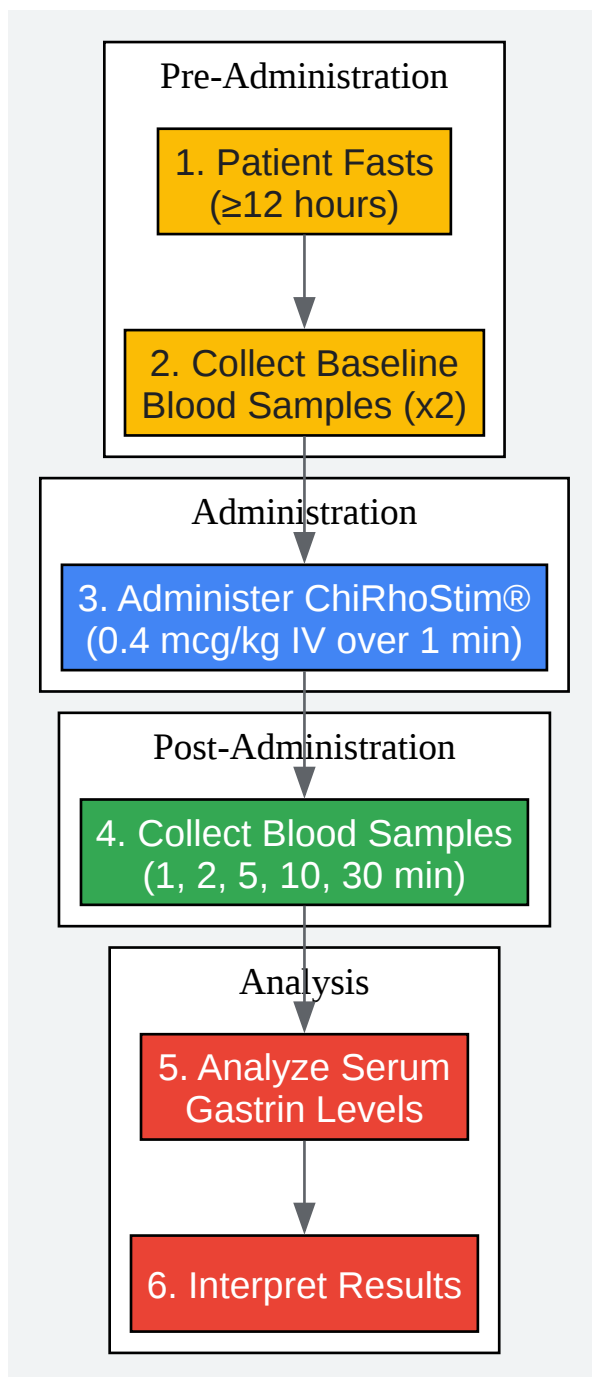 Pre-Administration
1. Patient Fasts
(≥12 hours)
2. Collect Baseline
Blood Samples (x2)
Administration
3. Administer ChiRhoStim®
(0.4 mcg/kg IV over 1 min)
Post-Administration
4. Collect Blood Samples
(1, 2, 5, 10, 30 min)
Analysis
5. Analyze Serum
Gastrin Levels
6. Interpret Results